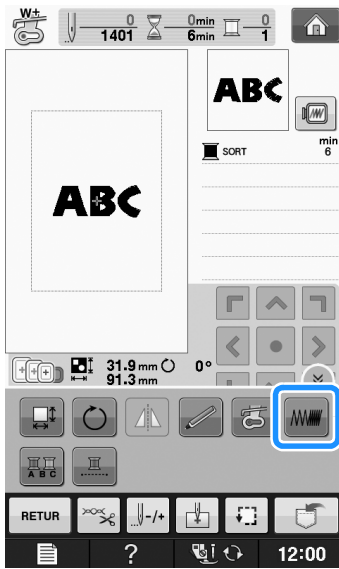 W+ 0 0min 0
1401 6min 1
ABC
min
SORT 6
ABC
31.9 mm 0°
91.3 mm
A B C
RETUR -/+
? 12:00